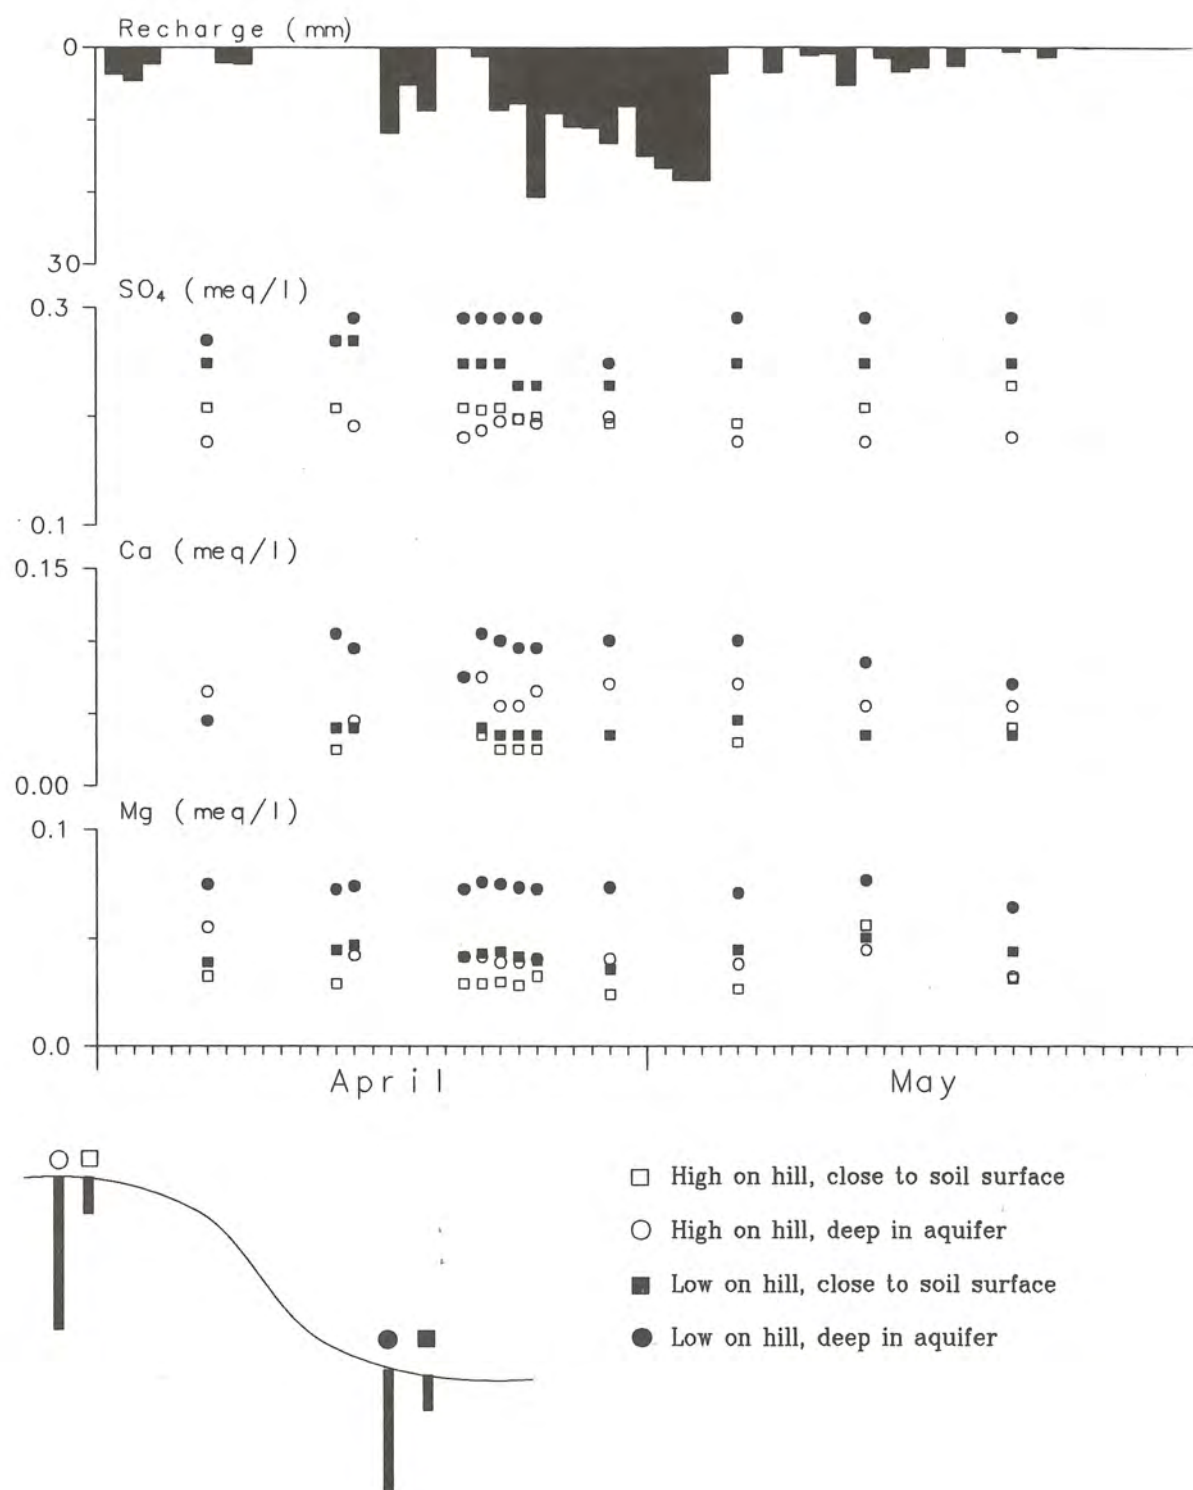 Recharge (mm)
0
30
SO₄ (meq/l)
0.3
0.1
Ca (meq/l)
0.15
0.00
Mg (meq/l)
0.1
0.0
April May
High on hill, close to soil surface
High on hill, deep in aquifer
Low on hill, close to soil surface
Low on hill, deep in aquifer